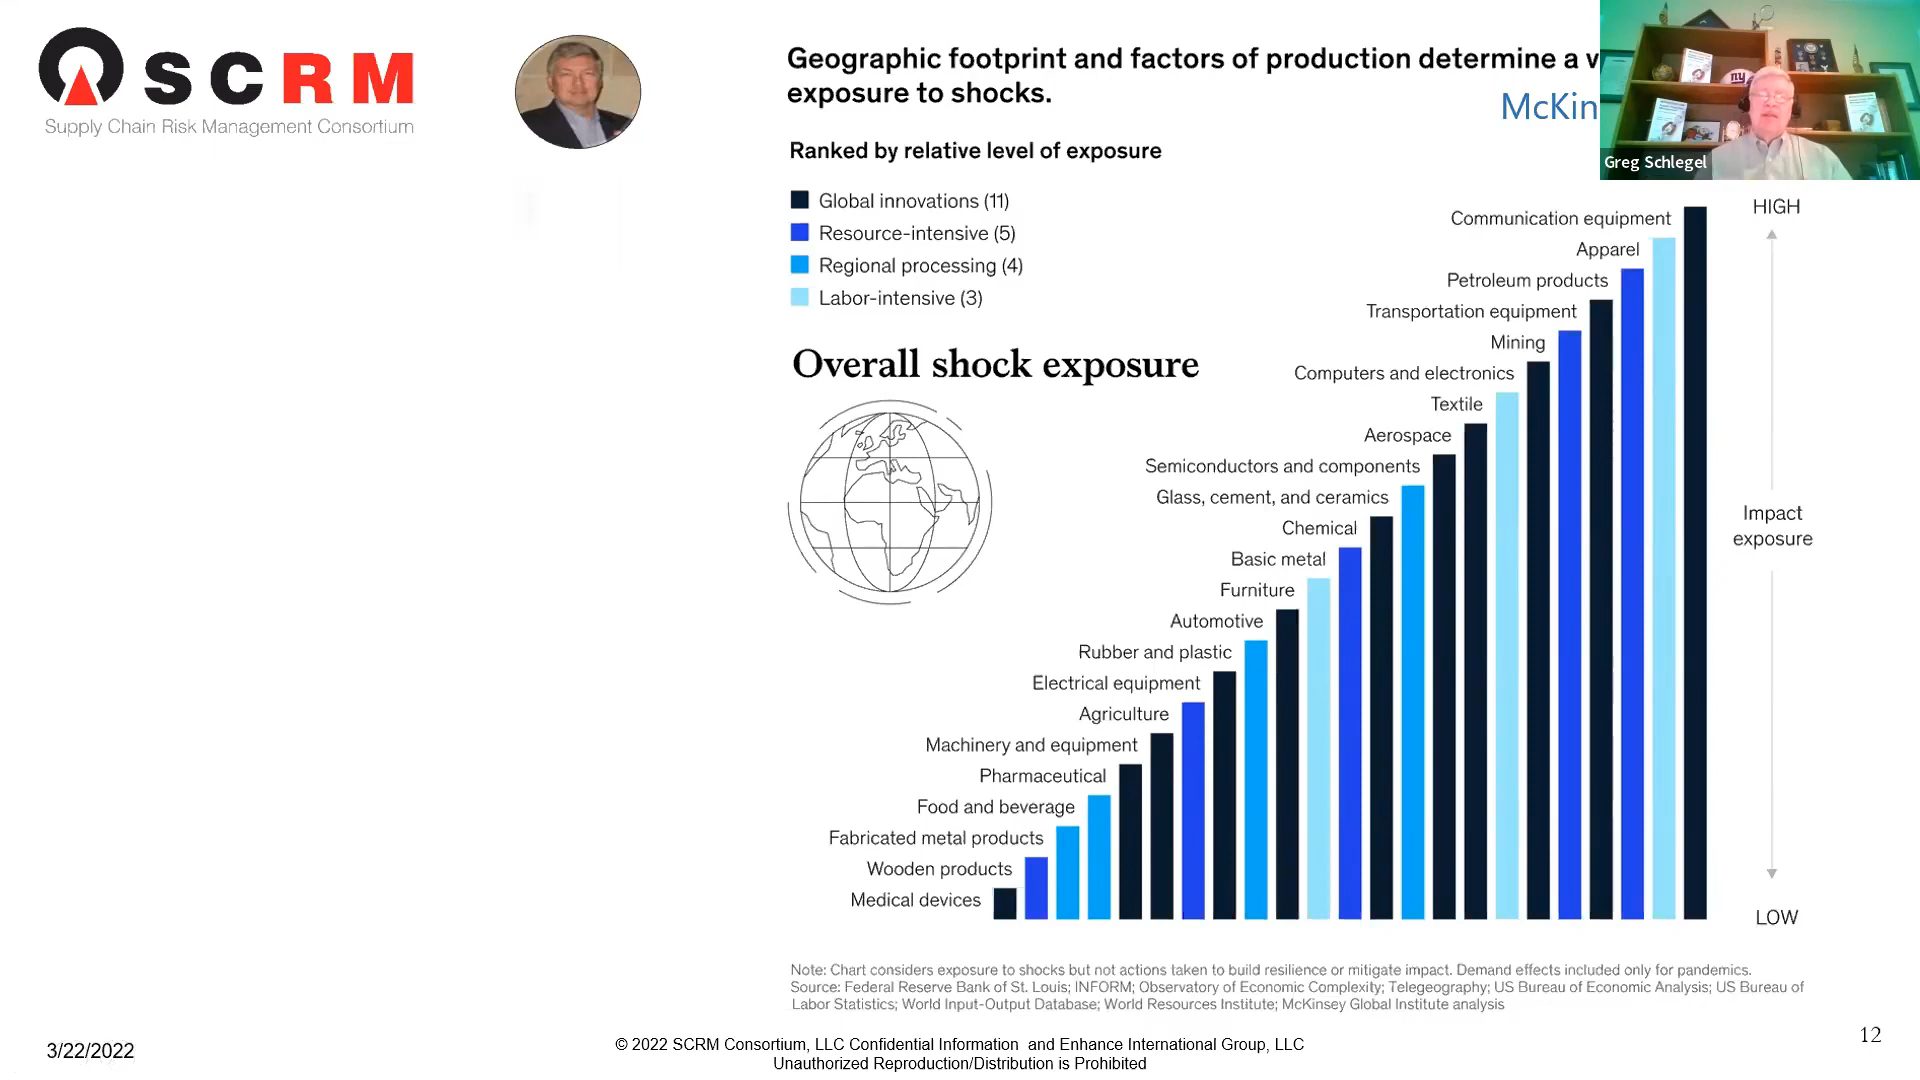 SCRM
Supply Chain Risk Management Consortium
Geographic footprint and factors of production determine a v
exposure to shocks.
McKin
Greg Schlegel
Ranked by relative level of exposure
Global innovations (11)
Resource-intensive (5)
Regional processing (4)
Labor-intensive (3)
Overall shock exposure
HIGH
Communication equipment
Apparel
Petroleum products
Transportation equipment
Mining
Computers and electronics
Textile
Aerospace
Semiconductors and components
Glass, cement, and ceramics
Impact
exposure
Chemical
Basic metal
Furniture
Automotive
Rubber and plastic
Electrical equipment
Agriculture
Machinery and equipment
Pharmaceutical
Food and beverage
Fabricated metal products
Wooden products
Medical devices
LOW
Note: Chart considers exposure to shocks but not actions taken to build resilience or mitigate impact. Demand effects included only for pandemics.
Source: Federal Reserve Bank of St. Louis; INFORM; Observatory of Economic Complexity; Telegeography; US Bureau of Economic Analysis; US Bureau of
Labor Statistics; World Input-Output Database; World Resources Institute; McKinsey Global Institute analysis
3/22/2022
© 2022 SCRM Consortium, LLC Confidential Information and Enhance International Group, LLC
Unauthorized Reproduction/Distribution is Prohibited
12